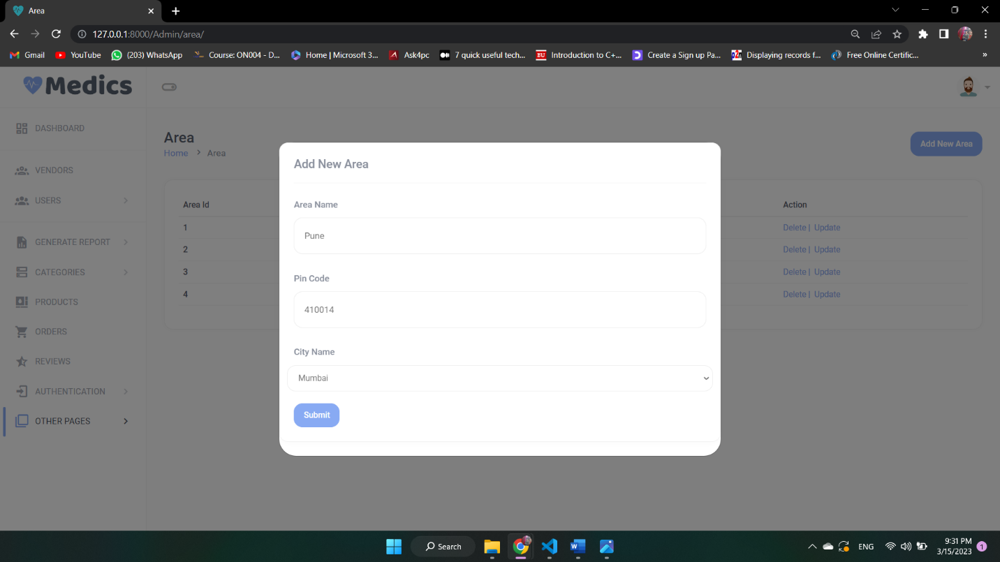 Area
127.0.0.1:8000/Admin/area/
Gmail YouTube (203) WhatsApp Course: ON004 - D... Home | Microsoft 3... Ask4pc 7 quick useful tech... BU Introduction to C+... Create a Sign up Pa... Displaying records f... Free Online Certific... »
Medics
DASHBOARD
VENDORS
USERS
GENERATE REPORT
CATEGORIES
PRODUCTS
ORDERS
REVIEWS
AUTHENTICATION
OTHER PAGES
Area
Home > Area
Add New Area
Area Id Action
1 Delete | Update
2 Delete | Update
3 Delete | Update
4 Delete | Update
Add New Area
Area Name
Pune
Pin Code
410014
City Name
Mumbai
Submit
Search
ENG
9:31 PM
3/15/2023
1